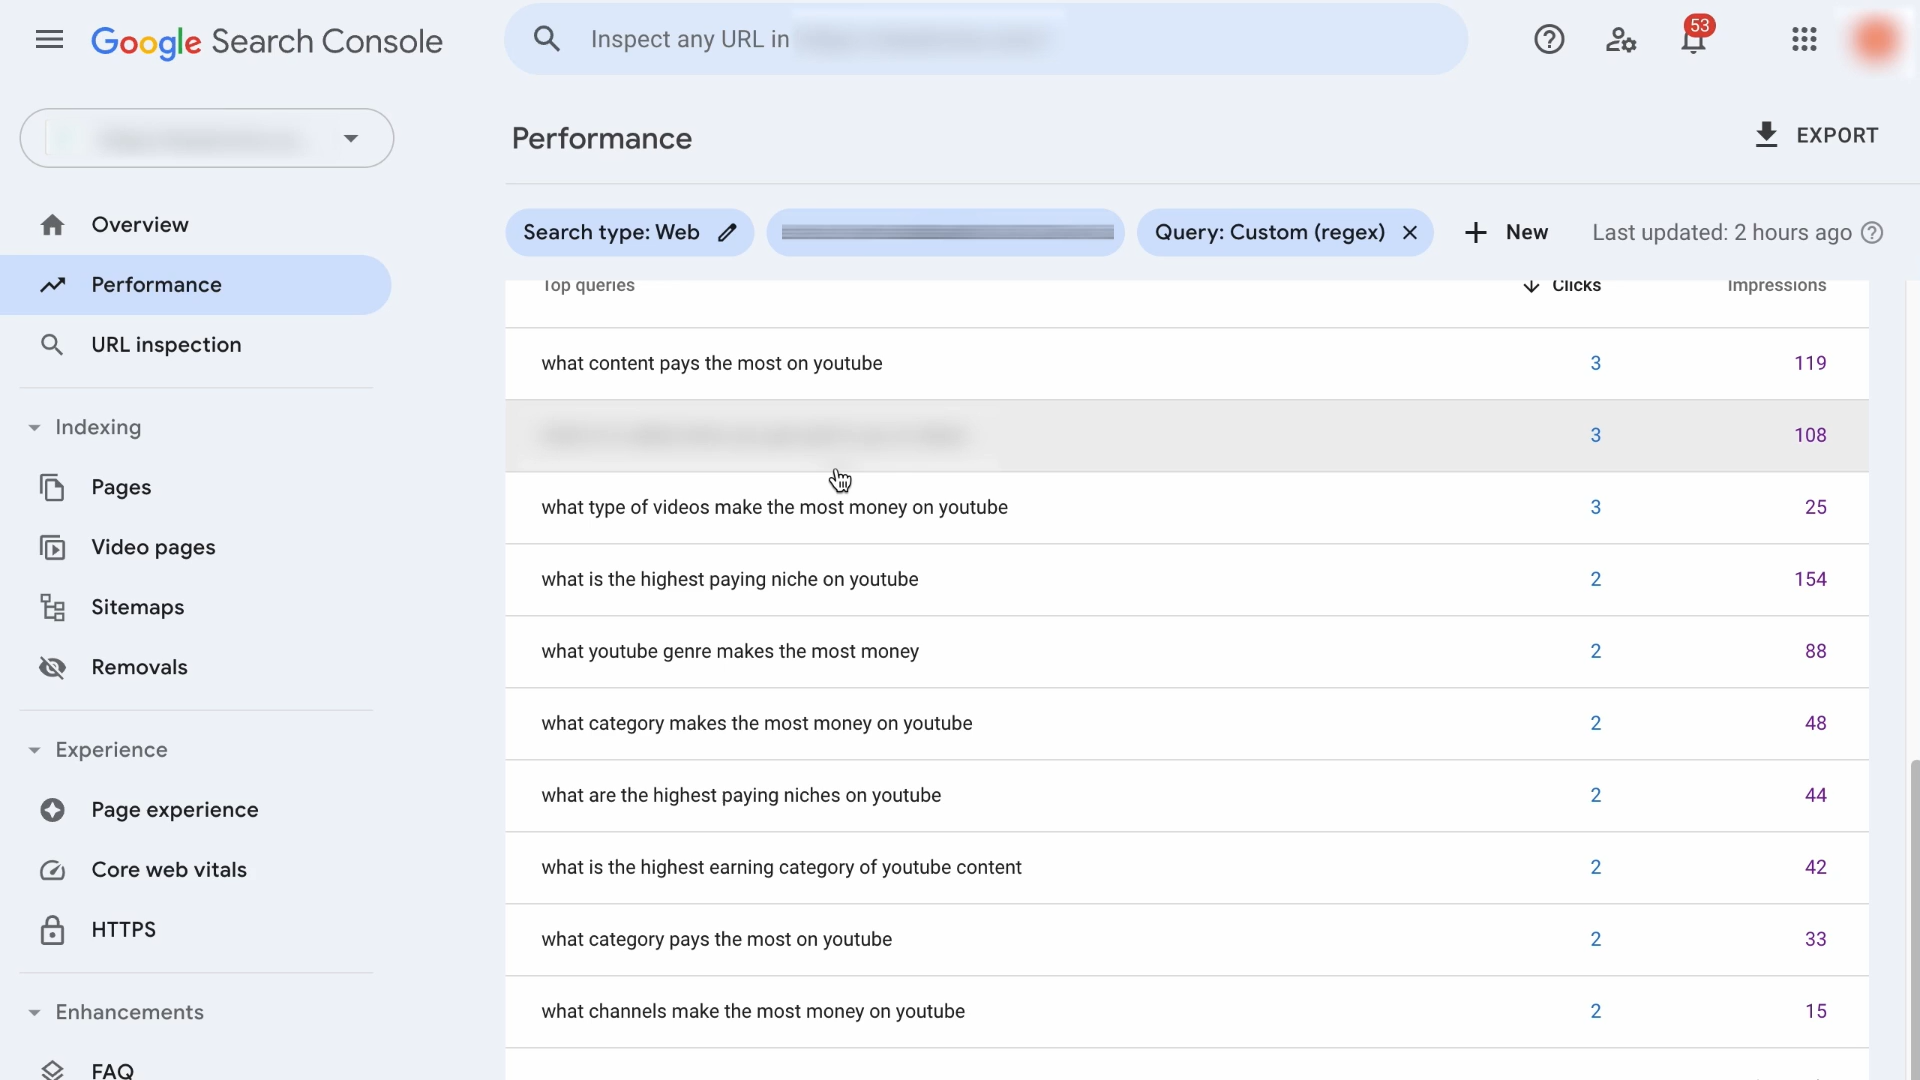 Google Search Console
Inspect any URL in
53
Performance
EXPORT
Search type: Web
Query: Custom (regex)
New
Last updated: 2 hours ago
Overview
Performance
URL inspection
Indexing
Pages
Video pages
Sitemaps
Removals
Experience
Page experience
Core web vitals
HTTPS
Enhancements
FAQ
Top queries Clicks Impressions
what content pays the most on youtube 3 119
3 108
what type of videos make the most money on youtube 3 25
what is the highest paying niche on youtube 2 154
what youtube genre makes the most money 2 88
what category makes the most money on youtube 2 48
what are the highest paying niches on youtube 2 44
what is the highest earning category of youtube content 2 42
what category pays the most on youtube 2 33
what channels make the most money on youtube 2 15